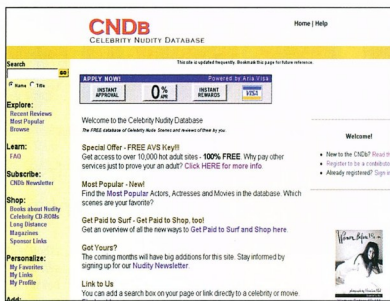 CNDB
CELEBRITY NUDITY DATABASE
Home | Help
Search
This site is updated frequently. Bookmark this page for future reference.
GO
Name Title
APPLY NOW!
Powered by Aria Visa
INSTANT APPROVAL
0% APR
INSTANT REWARDS
VISA
Explore:
Recent Reviews
Most Popular
Browse
Learn:
FAQ
Subscribe:
CNDb Newsletter
Shop:
Books about Nudity
Celebrity CD-ROMs
Long Distance
Magazines
Sponsor Links
Personalize:
My Favorites
My Links
My Profile
Add:
Welcome to the Celebrity Nudity Database
The FREE database of Celebrity Nude Scenes and reviews of them by you.
Special Offer - FREE AVS Key!!!
Get access to over 10,000 hot adult sites - 100% FREE. Why pay other
services just to prove your an adult? Click HERE for more info.
Most Popular - New!
Find the Most Popular Actors, Actresses and Movies in the database. Which
scenes are your favorite?
Get Paid to Surf - Get Paid to Shop, too!
Get an overview of all the new ways to Get Paid to Surf and Shop here.
Got Yours?
The coming months will have big additions for this site. Stay informed by
signing up for our Nudity Newsletter.
Link to Us
You can add a search box on your page or link directly to a celebrity or movie.
Welcome!
New to the CNDb? Read th
Register to be a contributo
Already registered? Sign in